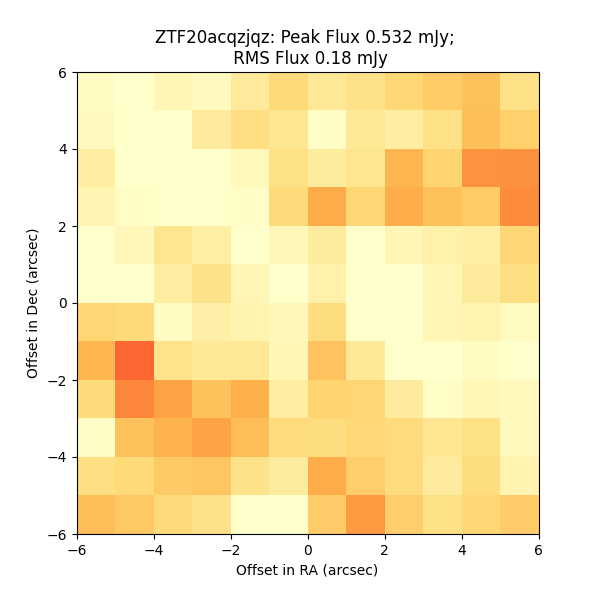 ZTF20acqzjqz: Peak Flux 0.532 mJy;
RMS Flux 0.18 mJy
6
4
2
0
−2
−4
−6
Offset in Dec (arcsec)
−6 −4 −2 0 2 4 6
Offset in RA (arcsec)